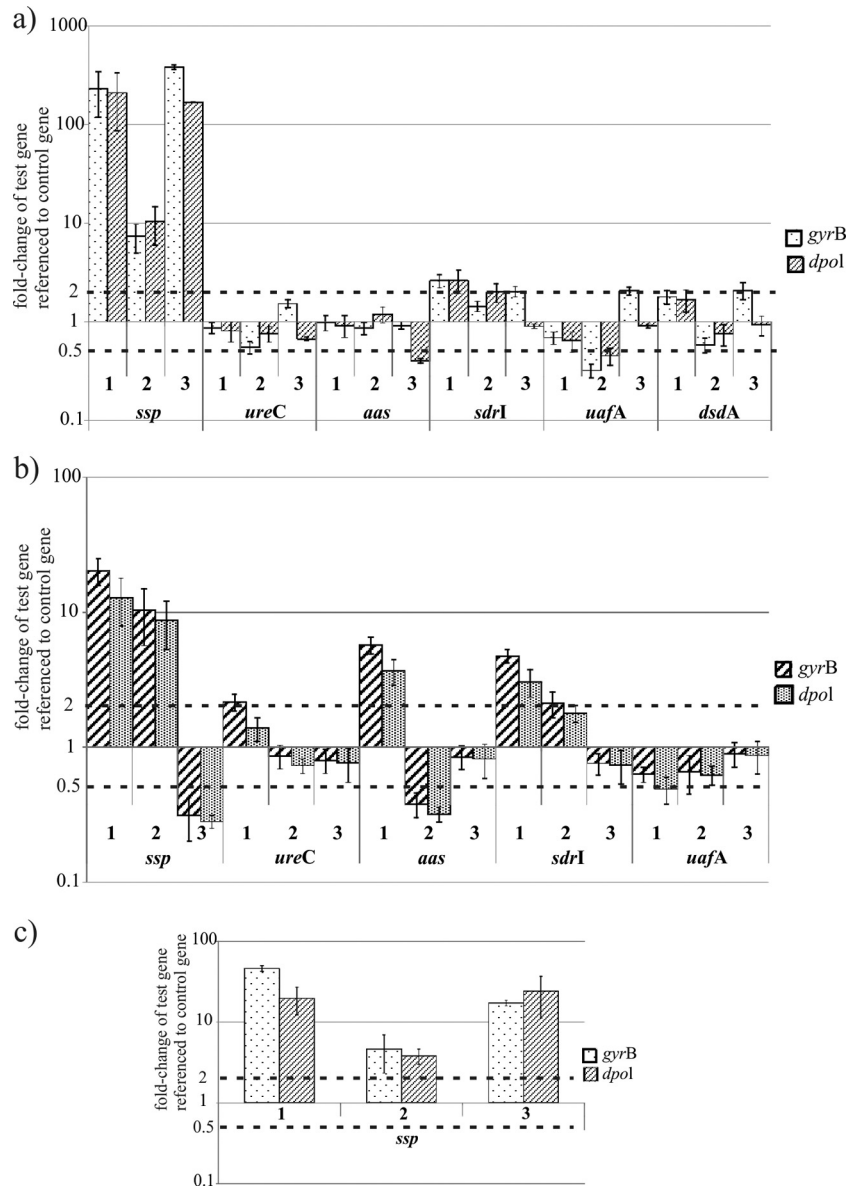 a)
fold-change of test gene
referenced to control gene
1000
100
10
2
1
0.5
0.1
1 2 3 1 2 3 1 2 3 1 2 3 1 2 3 1 2 3
ssp ureC aas sdrI uafA dsdA
gyrB
dpol
b)
fold-change of test gene
referenced to control gene
100
10
2
1
0.5
0.1
1 2 3 1 2 3 1 2 3 1 2 3 1 2 3
ssp ureC aas sdrI uafA
gyrB
dpol
c)
fold-change of test gene
referenced to control gene
100
10
2
1
0.5
0.1
1 2 3
ssp
gyrB
dpol